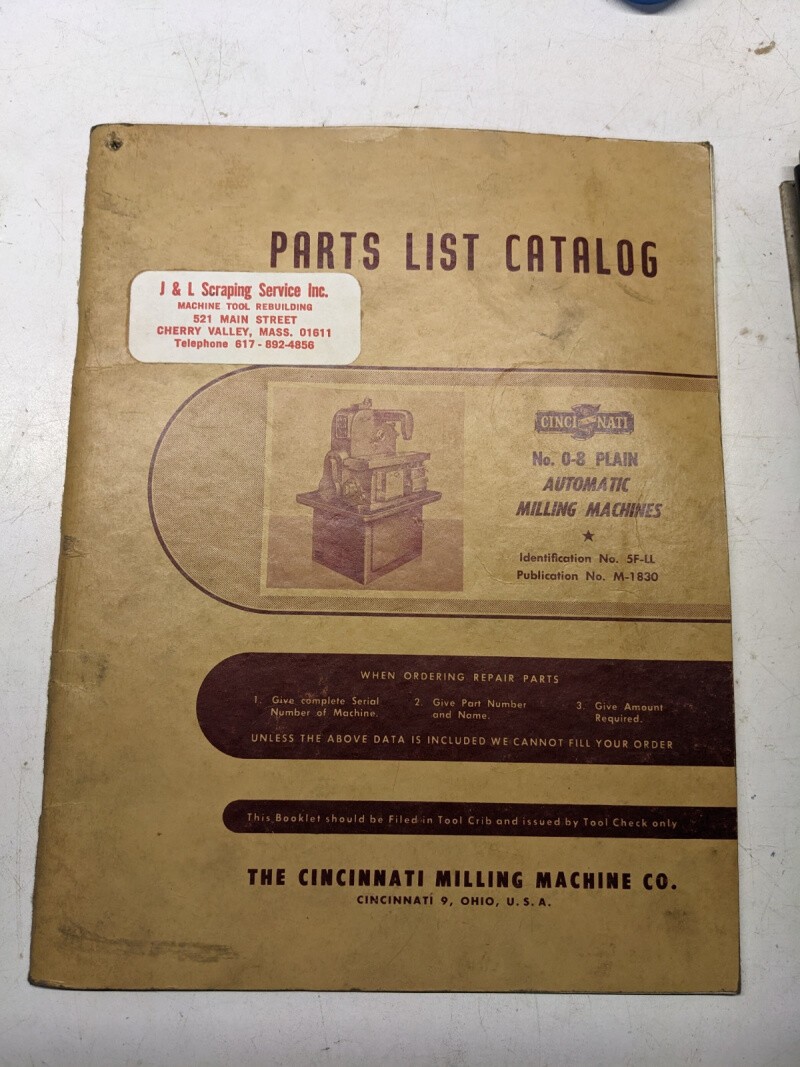 PARTS LIST CATALOG
J & L Scraping Service Inc.
MACHINE TOOL REBUILDING
521 MAIN STREET
CHERRY VALLEY, MASS. 01611
Telephone 617-892-4856
CINCINNATI
No. 0-8 PLAIN
AUTOMATIC
MILLING MACHINES
Identification No. 5F-LL
Publication No. M-1830
WHEN ORDERING REPAIR PARTS
1. Give complete Serial Number of Machine.
2. Give Part Number and Name.
3. Give Amount Required.
UNLESS THE ABOVE DATA IS INCLUDED WE CANNOT FILL YOUR ORDER
This Booklet should be Filed in Tool Crib and issued by Tool Check only
THE CINCINNATI MILLING MACHINE CO.
CINCINNATI 9, OHIO, U.S.A.